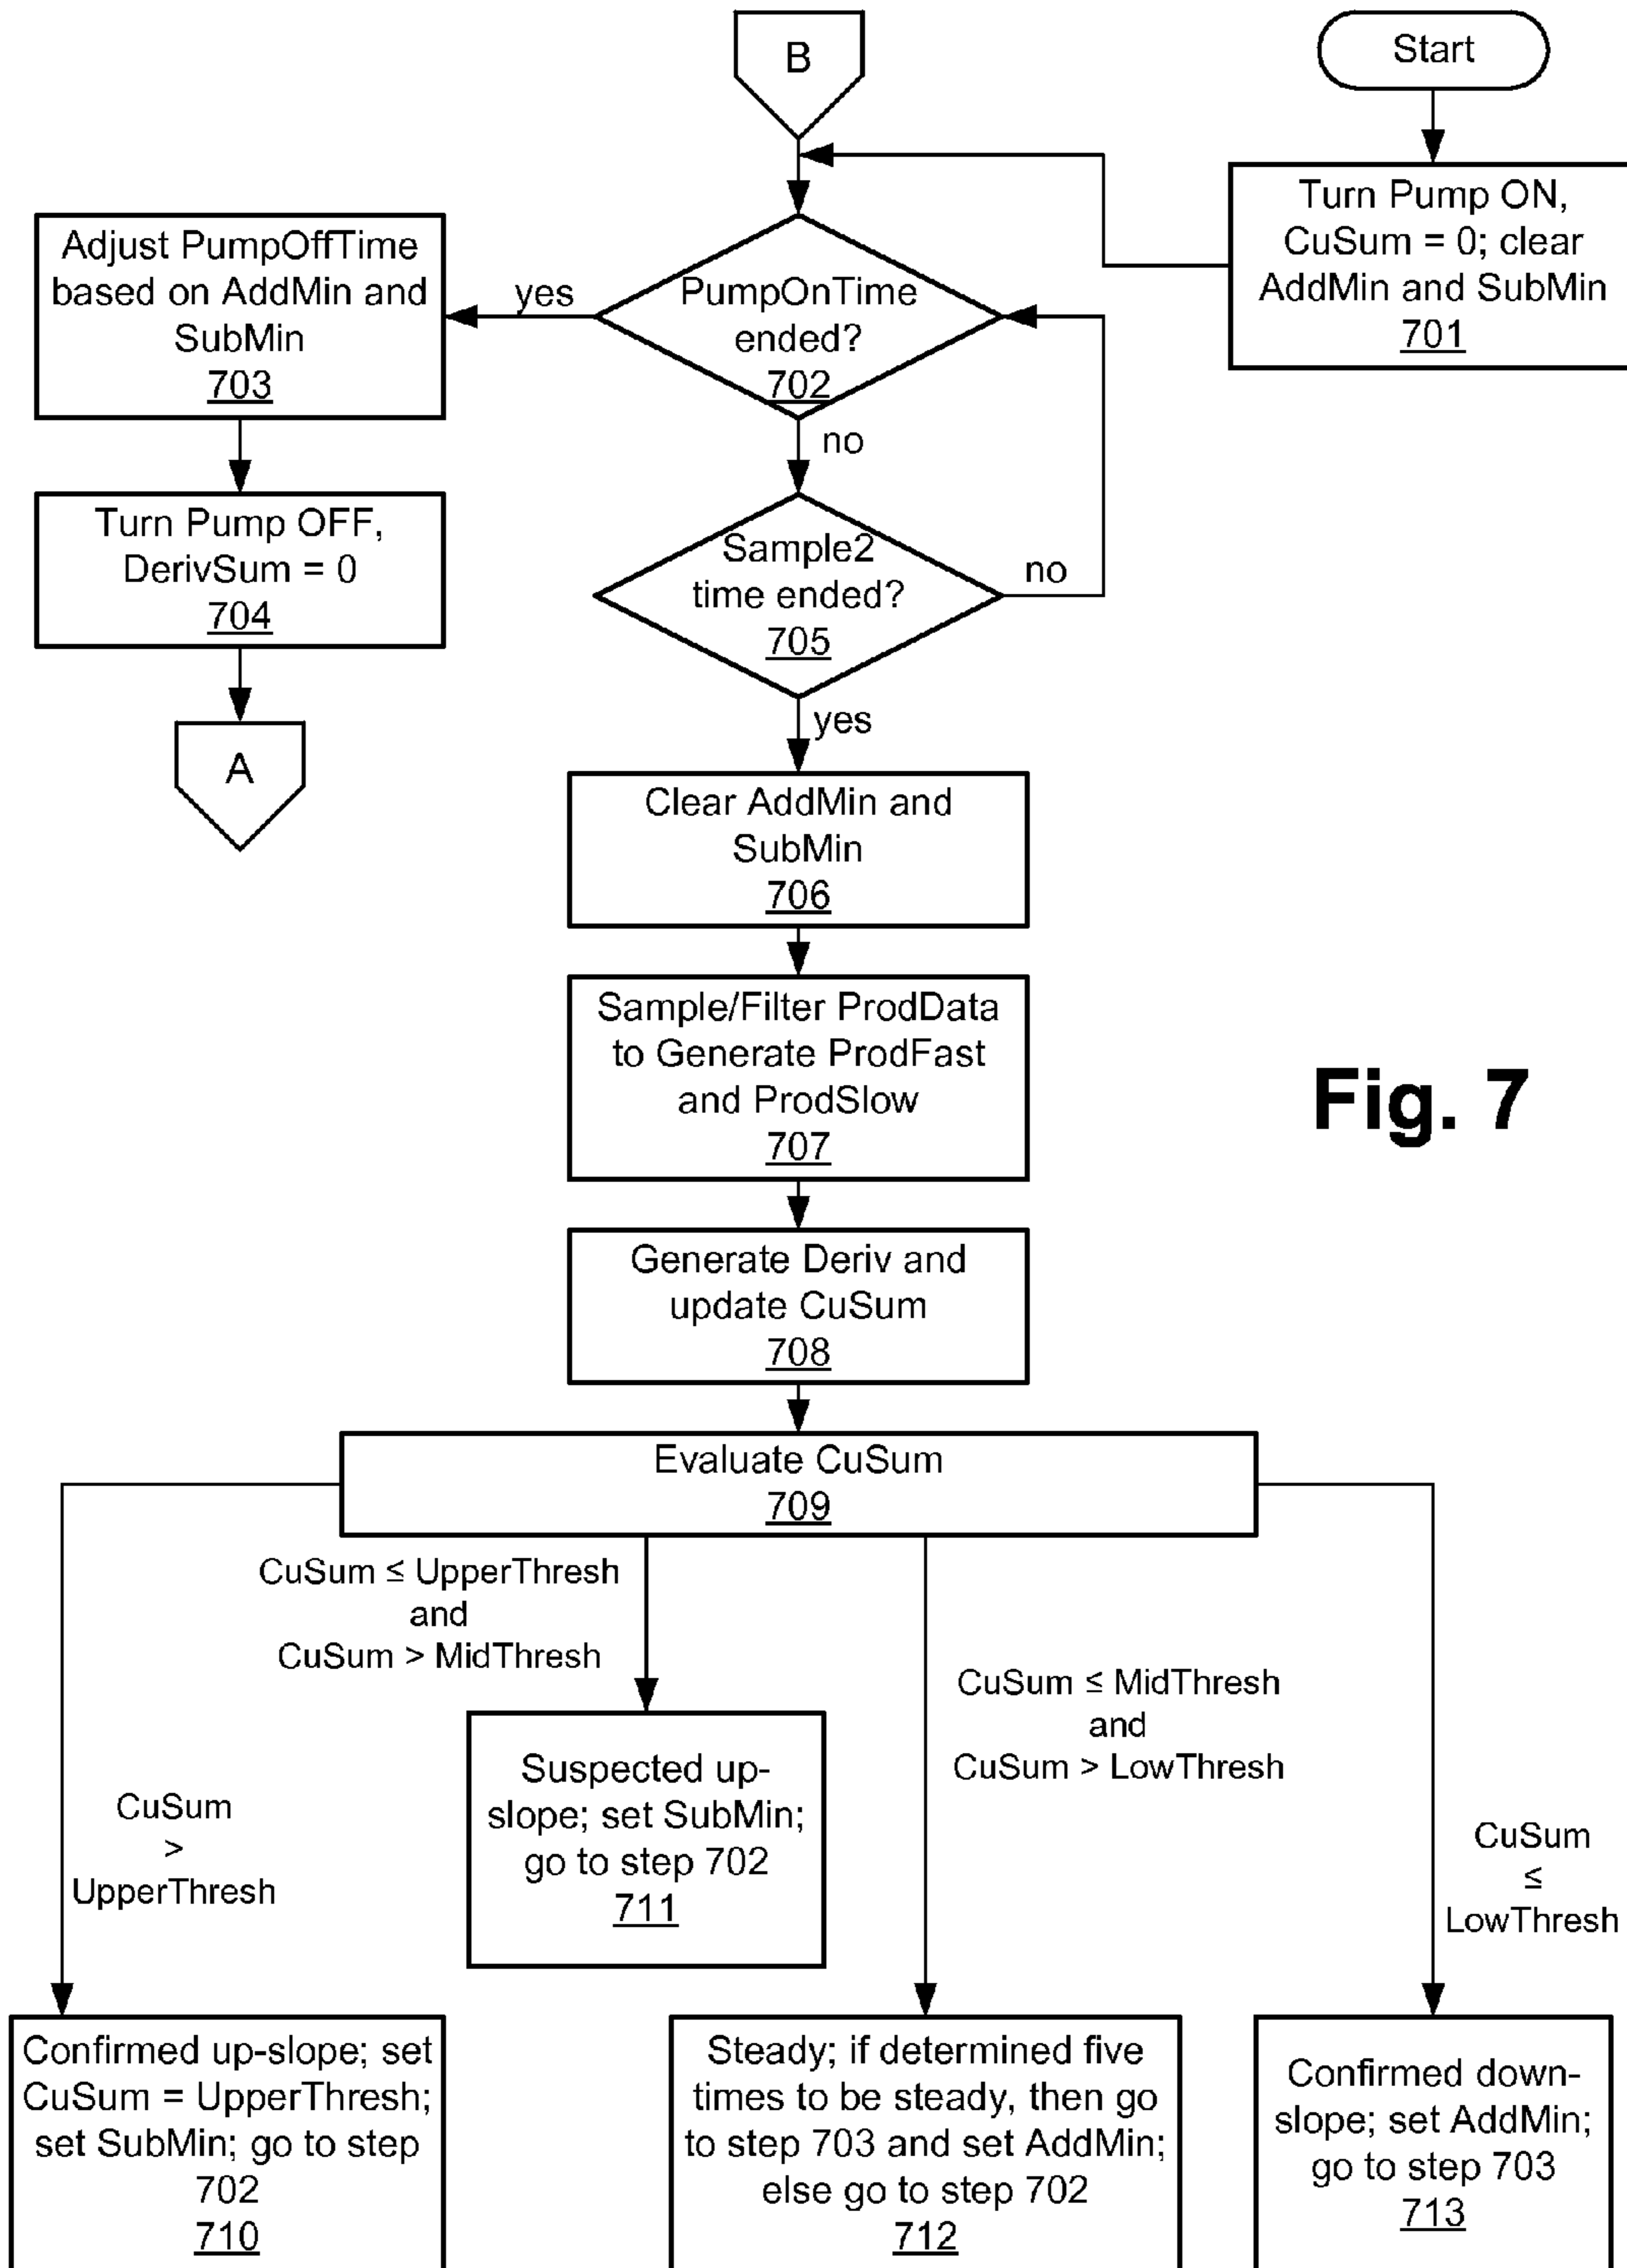 B
Start
Turn Pump ON,
CuSum = 0; clear
AddMin and SubMin
701
Adjust PumpOffTime
based on AddMin and
SubMin
703
yes
PumpOnTime
ended?
702
no
Turn Pump OFF,
DerivSum = 0
704
Sample2
time ended?
705
no
yes
A
Clear AddMin and
SubMin
706
Sample/Filter ProdData
to Generate ProdFast
and ProdSlow
707
Fig. 7
Generate Deriv and
update CuSum
708
Evaluate CuSum
709
CuSum ≤ UpperThresh
and
CuSum > MidThresh
CuSum ≤ MidThresh
and
CuSum > LowThresh
CuSum
>
UpperThresh
Suspected up-
slope; set SubMin;
go to step 702
711
CuSum
≤
LowThresh
Confirmed up-slope; set
CuSum = UpperThresh;
set SubMin; go to step
702
710
Steady; if determined five
times to be steady, then go
to step 703 and set AddMin;
else go to step 702
712
Confirmed down-
slope; set AddMin;
go to step 703
713